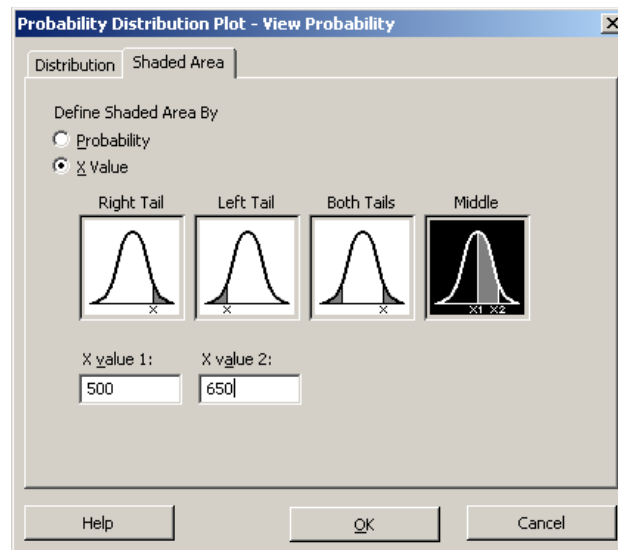 Probability Distribution Plot - View Probability
Distribution Shaded Area
Define Shaded Area By
Probability
X Value
Right Tail Left Tail Both Tails Middle
X X X X1 X2
X value 1: X value 2:
500 650
Help OK Cancel